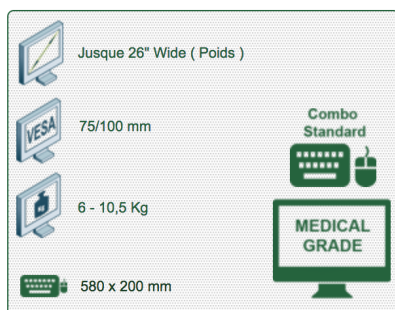 Jusque 26" Wide ( Poids )
VESA
75/100 mm
Combo
Standard
KG
6 - 10,5 Kg
MEDICAL
GRADE
580 x 200 mm